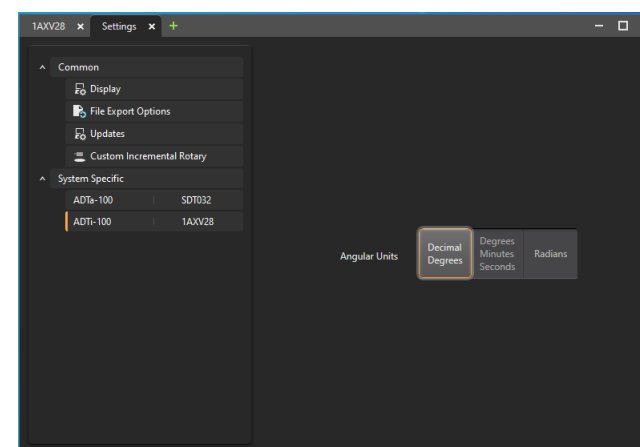 1AXV28
Settings
Common
Display
File Export Options
Updates
Custom Incremental Rotary
System Specific
ADTa-100 SDT032
ADTi-100 1AXV28
Angular Units
Decimal
Degrees
Degrees
Minutes
Seconds
Radians